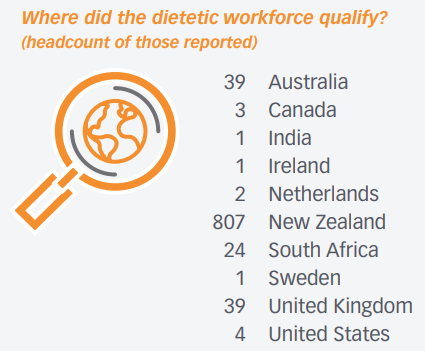 Where did the dietetic workforce qualify?
(headcount of those reported)
39 Australia
3 Canada
1 India
1 Ireland
2 Netherlands
807 New Zealand
24 South Africa
1 Sweden
39 United Kingdom
4 United States